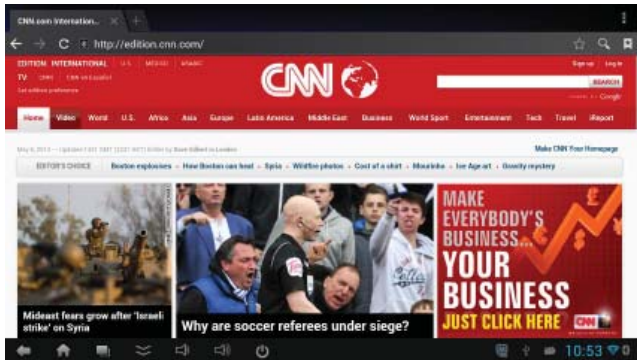 CNN.com Internation...
http://edition.cnn.com/
EDITION: INTERNATIONAL U.S. MÉXICO ARABIC
TV CNNi CNN en Español
Set edition preference
Sign up Log in
CNN
SEARCH
Google
Home Video World U.S. Africa Asia Europe Latin America Middle East Business World Sport Entertainment Tech Travel iReport
Make CNN Your Homepage
EDITOR'S CHOICE Boston explosives How Boston can heal Syria Wildfire photos Cost of a shirt Mourinho Ice Age art Gravity mystery
Mideast fears grow after 'Israeli
strike' on Syria
Why are soccer referees under siege?
MAKE
EVERYBODY'S
BUSINESS...
YOUR
BUSINESS
JUST CLICK HERE
CNN
10:53